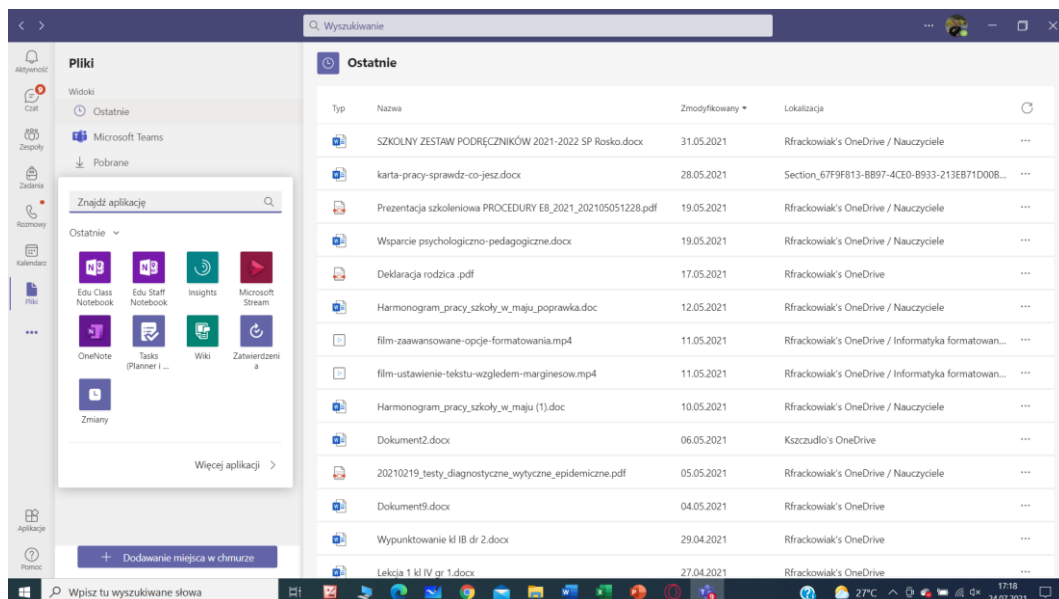 Wyszukiwanie
Aktywność
Czat
9
Zespoły
Zadania
Rozmowy
Kalendarz
Pliki
Aplikacje
Pomoc
Pliki
Widoki
Ostatnie
Microsoft Teams
Pobrane
Znajdź aplikację
Ostatnie
Edu Class Notebook
Edu Staff Notebook
Insights
Microsoft Stream
OneNote
Tasks (Planner i ...
Wiki
Zatwierdzenia
Zmiany
Więcej aplikacji
Dodawanie miejsca w chmurze
Ostatnie
Typ Nazwa Zmodyfikowany Lokalizacja
SZKOLNY ZESTAW PODRĘCZNIKÓW 2021-2022 SP Rosko.docx 31.05.2021 Rfrackowiak's OneDrive / Nauczyciele
karta-pracy-sprawdz-co-jesz.docx 28.05.2021 Section_67F9F813-BB97-4CE0-B933-213EB71D00B...
Prezentacja szkoleniowa PROCEDURY E8_2021_202105051228.pdf 19.05.2021 Rfrackowiak's OneDrive / Nauczyciele
Wsparcie psychologiczno-pedagogiczne.docx 19.05.2021 Rfrackowiak's OneDrive / Nauczyciele
Deklaracja rodzica .pdf 17.05.2021 Rfrackowiak's OneDrive
Harmonogram_pracy_szkoły_w_maju_poprawka.doc 12.05.2021 Rfrackowiak's OneDrive / Nauczyciele
film-zaawansowane-opcje-formatowania.mp4 11.05.2021 Rfrackowiak's OneDrive / Informatyka formatowan...
film-ustawienie-tekstu-wzgledem-marginesow.mp4 11.05.2021 Rfrackowiak's OneDrive / Informatyka formatowan...
Harmonogram_pracy_szkoły_w_maju (1).doc 10.05.2021 Rfrackowiak's OneDrive / Nauczyciele
Dokument2.docx 06.05.2021 Kszczudlo's OneDrive
20210219_testy_diagnostyczne_wytyczne_epidemiczne.pdf 05.05.2021 Rfrackowiak's OneDrive / Nauczyciele
Dokument9.docx 04.05.2021 Rfrackowiak's OneDrive
Wypunktowanie kl IB dr 2.docx 29.04.2021 Rfrackowiak's OneDrive
Lekcja 1 kl IV gr 1.docx 27.04.2021 Rfrackowiak's OneDrive
Wpisz tu wyszukiwane słowa
27°C
17:18
24.07.2021